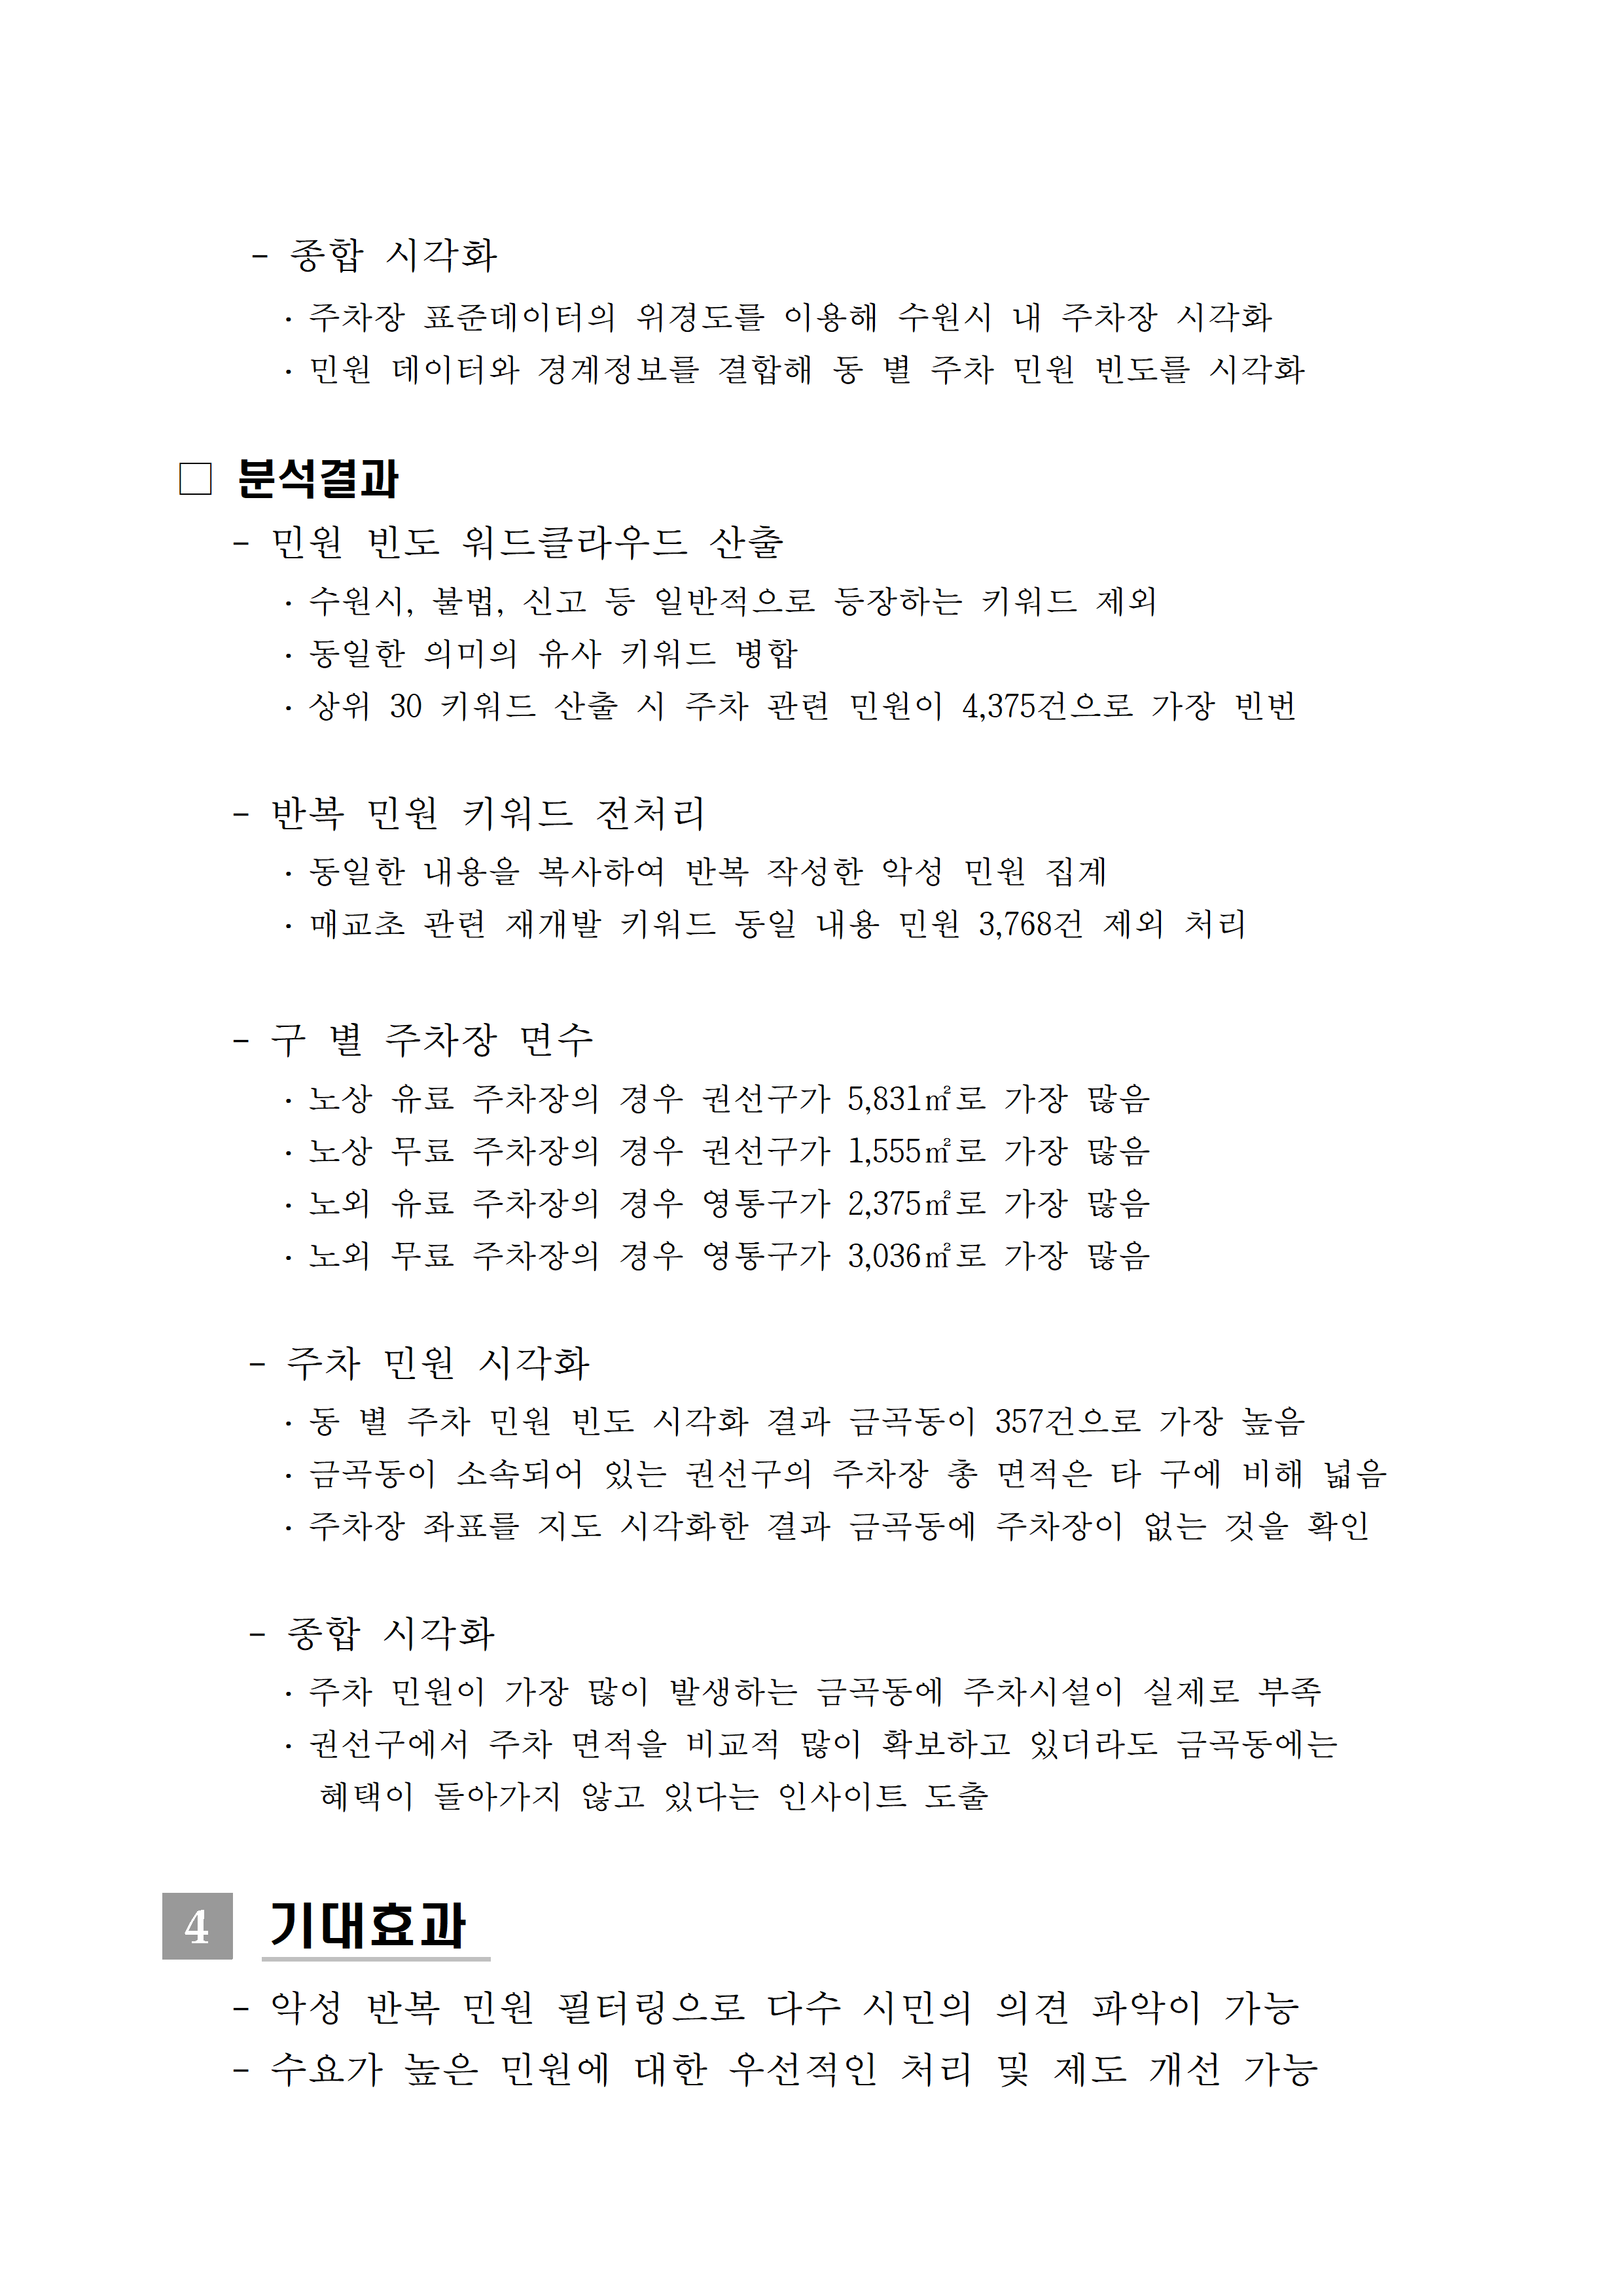 - 종합 시각화
· 주차장 표준데이터의 위경도를 이용해 수원시 내 주차장 시각화
· 민원 데이터와 경계정보를 결합해 동 별 주차 민원 빈도를 시각화
□ 분석결과
- 민원 빈도 워드클라우드 산출
· 수원시, 불법, 신고 등 일반적으로 등장하는 키워드 제외
· 동일한 의미의 유사 키워드 병합
· 상위 30 키워드 산출 시 주차 관련 민원이 4,375건으로 가장 빈번
- 반복 민원 키워드 전처리
· 동일한 내용을 복사하여 반복 작성한 악성 민원 집계
· 매교초 관련 재개발 키워드 동일 내용 민원 3,768건 제외 처리
- 구 별 주차장 면수
· 노상 유료 주차장의 경우 권선구가 5,831㎡로 가장 많음
· 노상 무료 주차장의 경우 권선구가 1,555㎡로 가장 많음
· 노외 유료 주차장의 경우 영통구가 2,375㎡로 가장 많음
· 노외 무료 주차장의 경우 영통구가 3,036㎡로 가장 많음
- 주차 민원 시각화
· 동 별 주차 민원 빈도 시각화 결과 금곡동이 357건으로 가장 높음
· 금곡동이 소속되어 있는 권선구의 주차장 총 면적은 타 구에 비해 넓음
· 주차장 좌표를 지도 시각화한 결과 금곡동에 주차장이 없는 것을 확인
- 종합 시각화
· 주차 민원이 가장 많이 발생하는 금곡동에 주차시설이 실제로 부족
· 권선구에서 주차 면적을 비교적 많이 확보하고 있더라도 금곡동에는
혜택이 돌아가지 않고 있다는 인사이트 도출
4 기대효과
- 악성 반복 민원 필터링으로 다수 시민의 의견 파악이 가능
- 수요가 높은 민원에 대한 우선적인 처리 및 제도 개선 가능